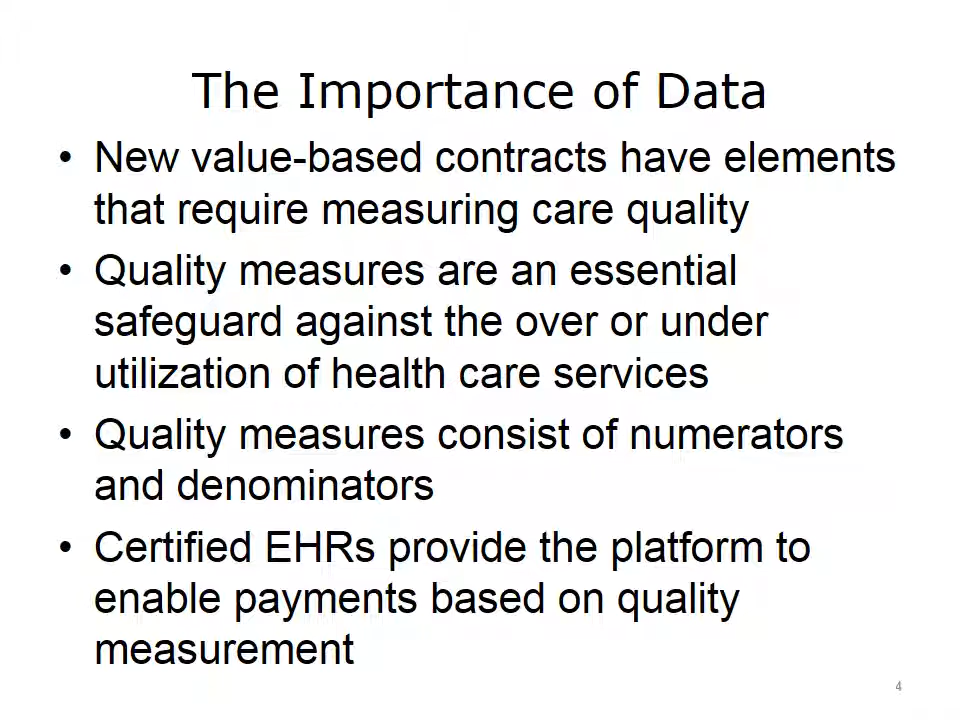 The Importance of Data
• New value-based contracts have elements
that require measuring care quality
• Quality measures are an essential
safeguard against the over or under
utilization of health care services
• Quality measures consist of numerators
and denominators
• Certified EHRs provide the platform to
enable payments based on quality
measurement
4